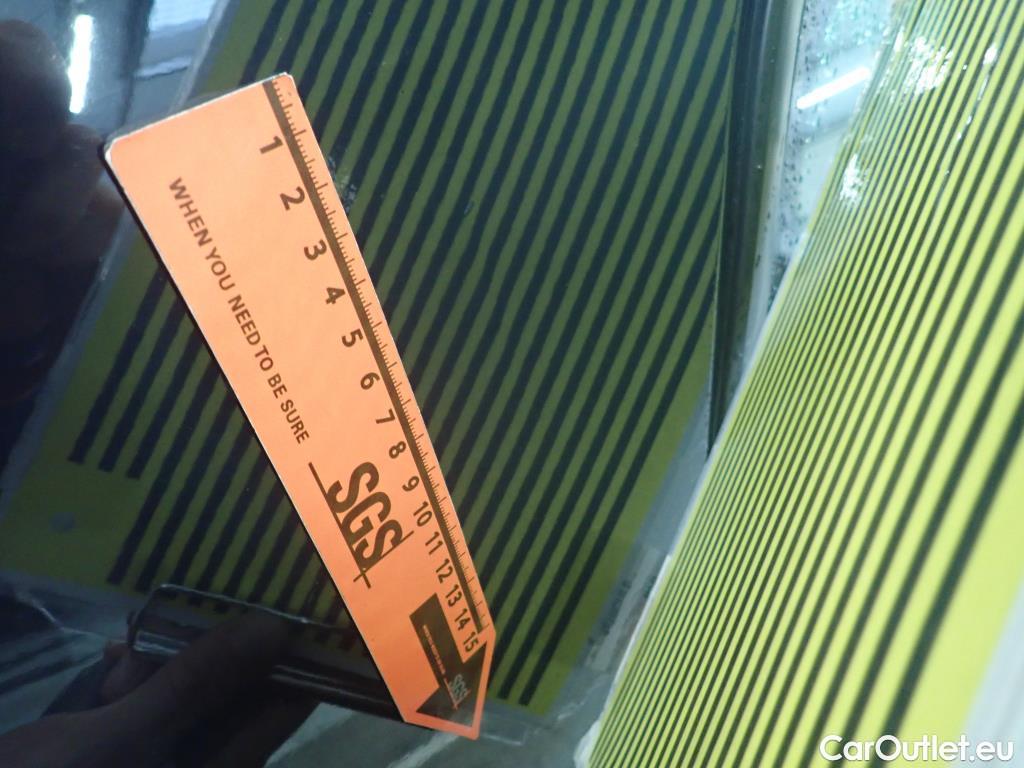 1 2 3 4 5 6 7 8 9 10 11 12 13 14 15
WHEN YOU NEED TO BE SURE
SGS
SGS
CarOutlet.eu